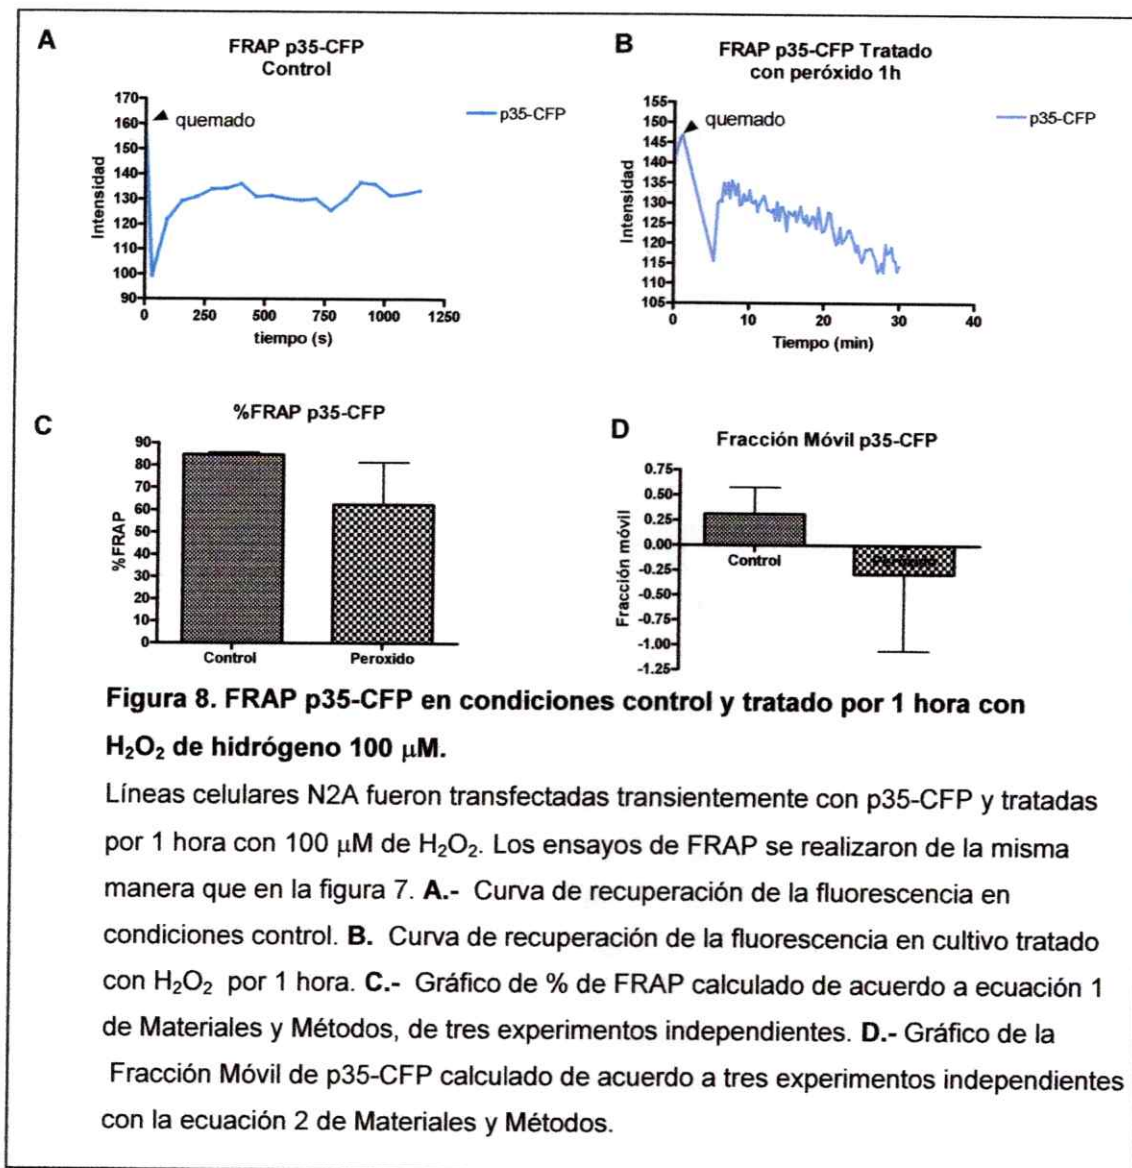 A
FRAP p35-CFP
Control
170
160
150
140
130
120
110
100
90
Intensidad
quemado
p35-CFP
0 250 500 750 1000 1250
tiempo (s)
B
FRAP p35-CFP Tratado
con peróxido 1h
155
150
145
140
135
130
125
120
115
110
105
Intensidad
quemado
p35-CFP
0 10 20 30 40
Tiempo (min)
C
%FRAP p35-CFP
90
80
70
60
50
40
30
20
10
0
%FRAP
Control Peroxido
D
Fracción Móvil p35-CFP
0.75
0.50
0.25
0.00
-0.25
-0.50
-0.75
-1.00
-1.25
Fracción móvil
Control
Figura 8. FRAP p35-CFP en condiciones control y tratado por 1 hora con
H₂O₂ de hidrógeno 100 μM.
Líneas celulares N2A fueron transfectadas transientemente con p35-CFP y tratadas
por 1 hora con 100 μM de H₂O₂. Los ensayos de FRAP se realizaron de la misma
manera que en la figura 7. A.- Curva de recuperación de la fluorescencia en
condiciones control. B. Curva de recuperación de la fluorescencia en cultivo tratado
con H₂O₂ por 1 hora. C.- Gráfico de % de FRAP calculado de acuerdo a ecuación 1
de Materiales y Métodos, de tres experimentos independientes. D.- Gráfico de la
Fracción Móvil de p35-CFP calculado de acuerdo a tres experimentos independientes
con la ecuación 2 de Materiales y Métodos.